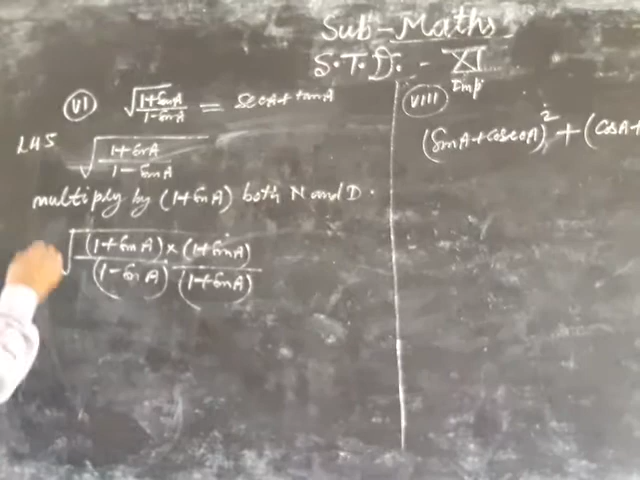 Sub-Maths
S.T.D. - XI
(VI) √(1+SinA/1-SinA) = SecA+tanA
LHS
√(1+SinA/1-SinA)
multiply by (1+SinA) both N and D.
√((1+SinA)×(1+SinA)/(1-SinA)(1+SinA))
(VIII) Imp
(SinA+cosecA)² + (CosA+